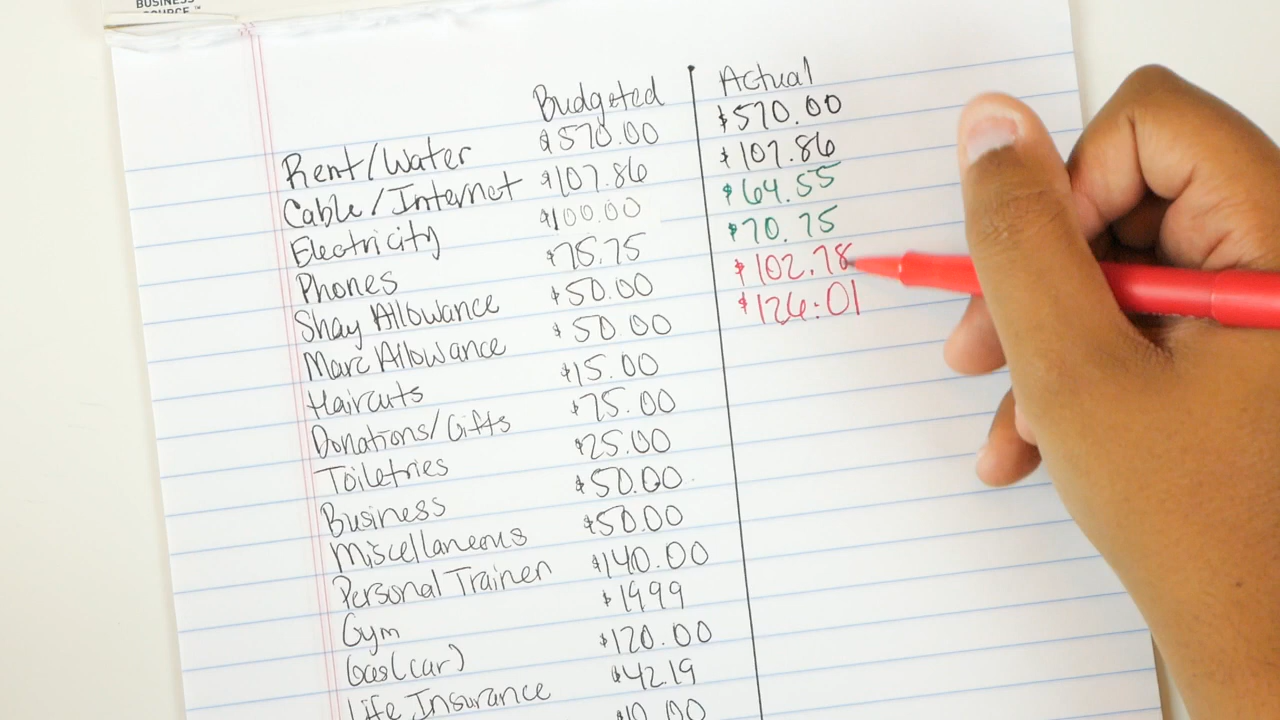 BUSINESS
SOURCE ™
Budgeted Actual
Rent/Water $570.00 $570.00
Cable/Internet $107.86 $107.86
Electricity $100.00 $64.55
Phones $75.75 $70.75
Shay Allowance $50.00 $102.78
Marc Allowance $50.00 $126.01
Haircuts $15.00
Donations/Gifts $75.00
Toiletries $25.00
Business $50.00
Miscellaneous $50.00
Personal Trainer $140.00
Gym $19.99
Gas(car) $120.00
Life Insurance $42.19